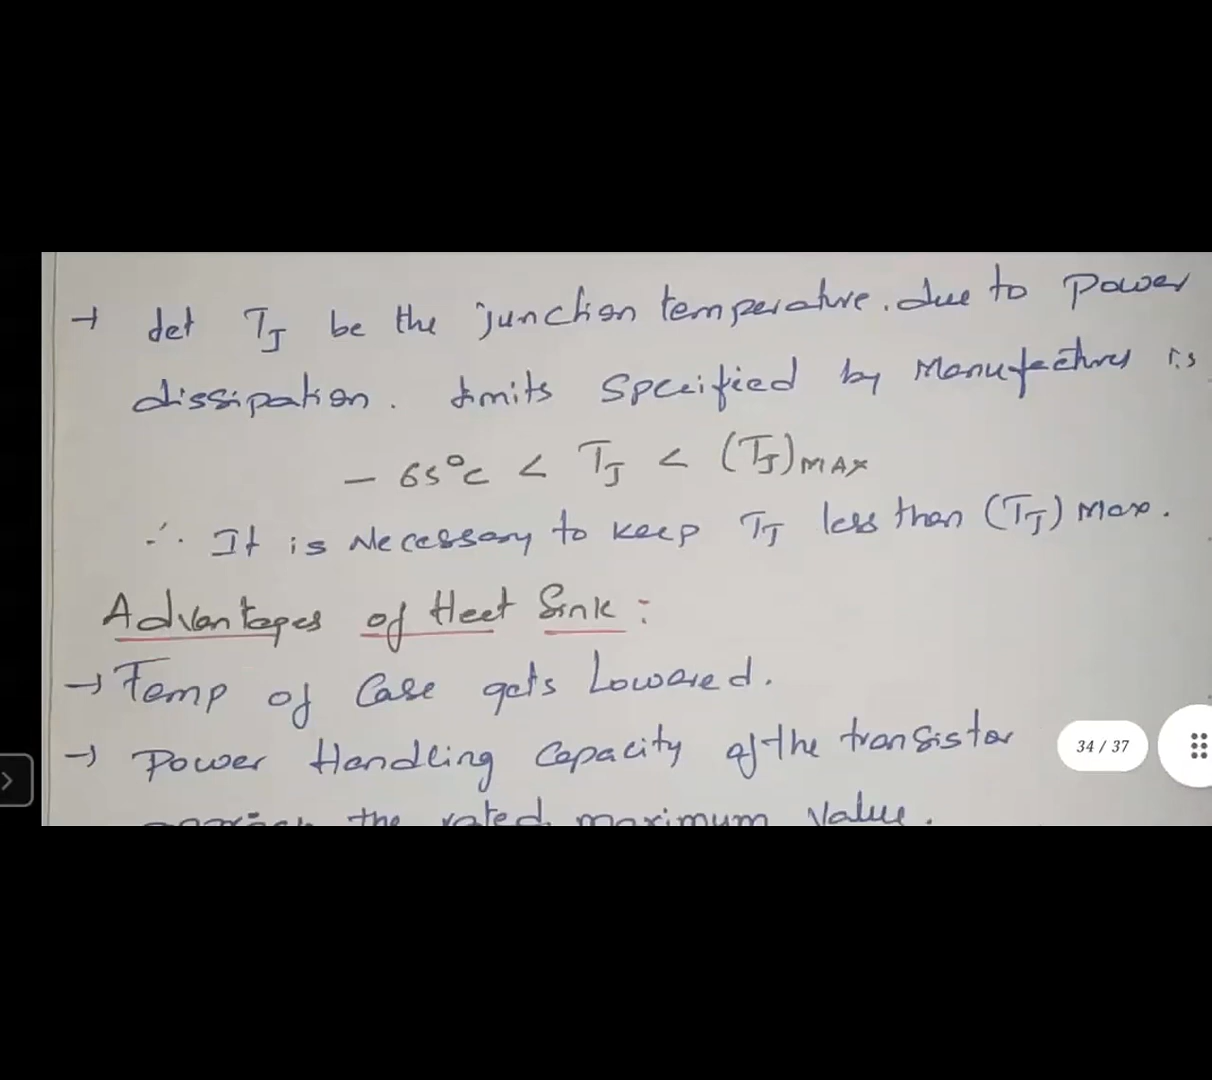 → Let TJ be the junction temperature. due to Power
dissipation. Limits Specified by Manufactures is
- 65°C < TJ < (TJ)MAX
∴ It is Necessary to keep TJ less than (TJ) Max.
Advantages of Heet Sink :
→ Temp of Case gets Lowered.
→ Power Handling Capacity of the transistor
34 / 37
the rated maximum Value.